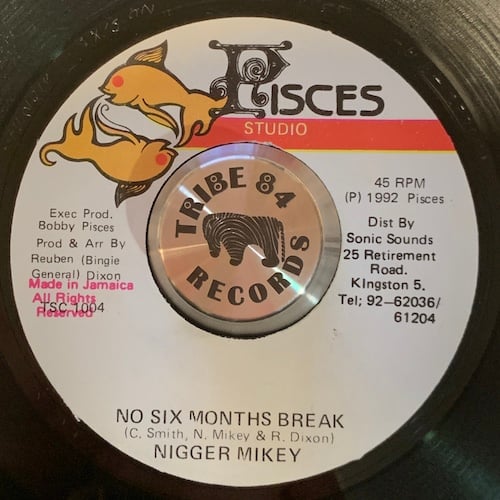 PISCES
STUDIO
Exec Prod.
Bobby Pisces
Prod & Arr By
Reuben (Bingie
General) Dixon
Made in Jamaica
All Rights
Reserved
TSC 1004
TRIBE 84
RECORDS
45 RPM
(P) 1992 Pisces
Dist By
Sonic Sounds
25 Retirement
Road.
KIngston 5.
Tel; 92-62036/
61204
NO SIX MONTHS BREAK
(C. Smith, N. Mikey & R. Dixon)
NIGGER MIKEY